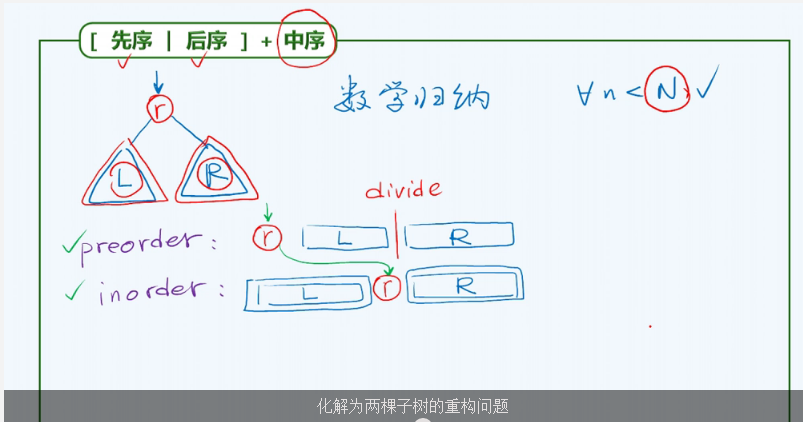 [ 先序 | 后序 ] + 中序
数学归纳 ∀n < N ✓
r
L R
divide
✓preorder: r L R
✓inorder: L r R
化解为两棵子树的重构问题